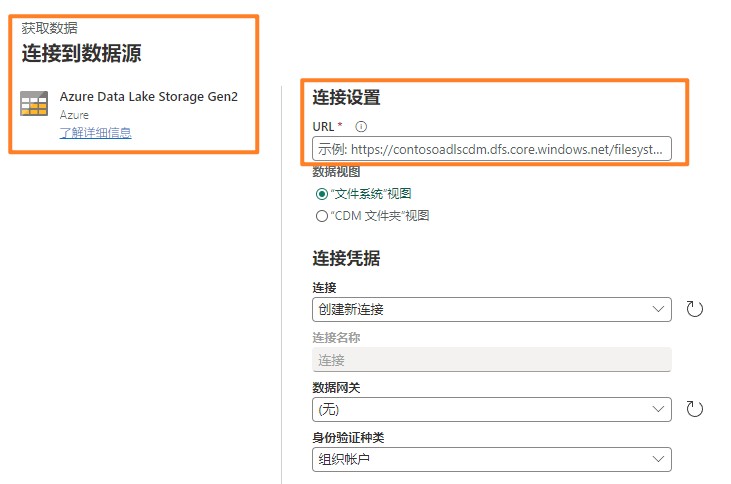 获取数据
连接到数据源
Azure Data Lake Storage Gen2
Azure
了解详细信息
连接设置
URL *
示例: https://contosoadlscdm.dfs.core.windows.net/filesyst...
数据视图
“文件系统”视图
“CDM 文件夹”视图
连接凭据
连接
创建新连接
连接名称
连接
数据网关
(无)
身份验证种类
组织帐户